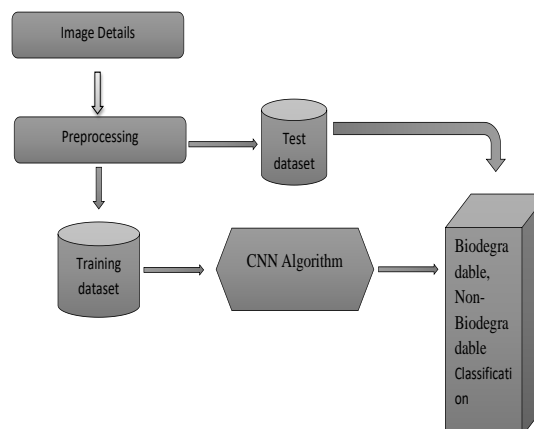 Image Details
Preprocessing
Test
dataset
Training
dataset
CNN Algorithm
Biodegra
dable,
Non-
Biodegra
dable
Classificati
on